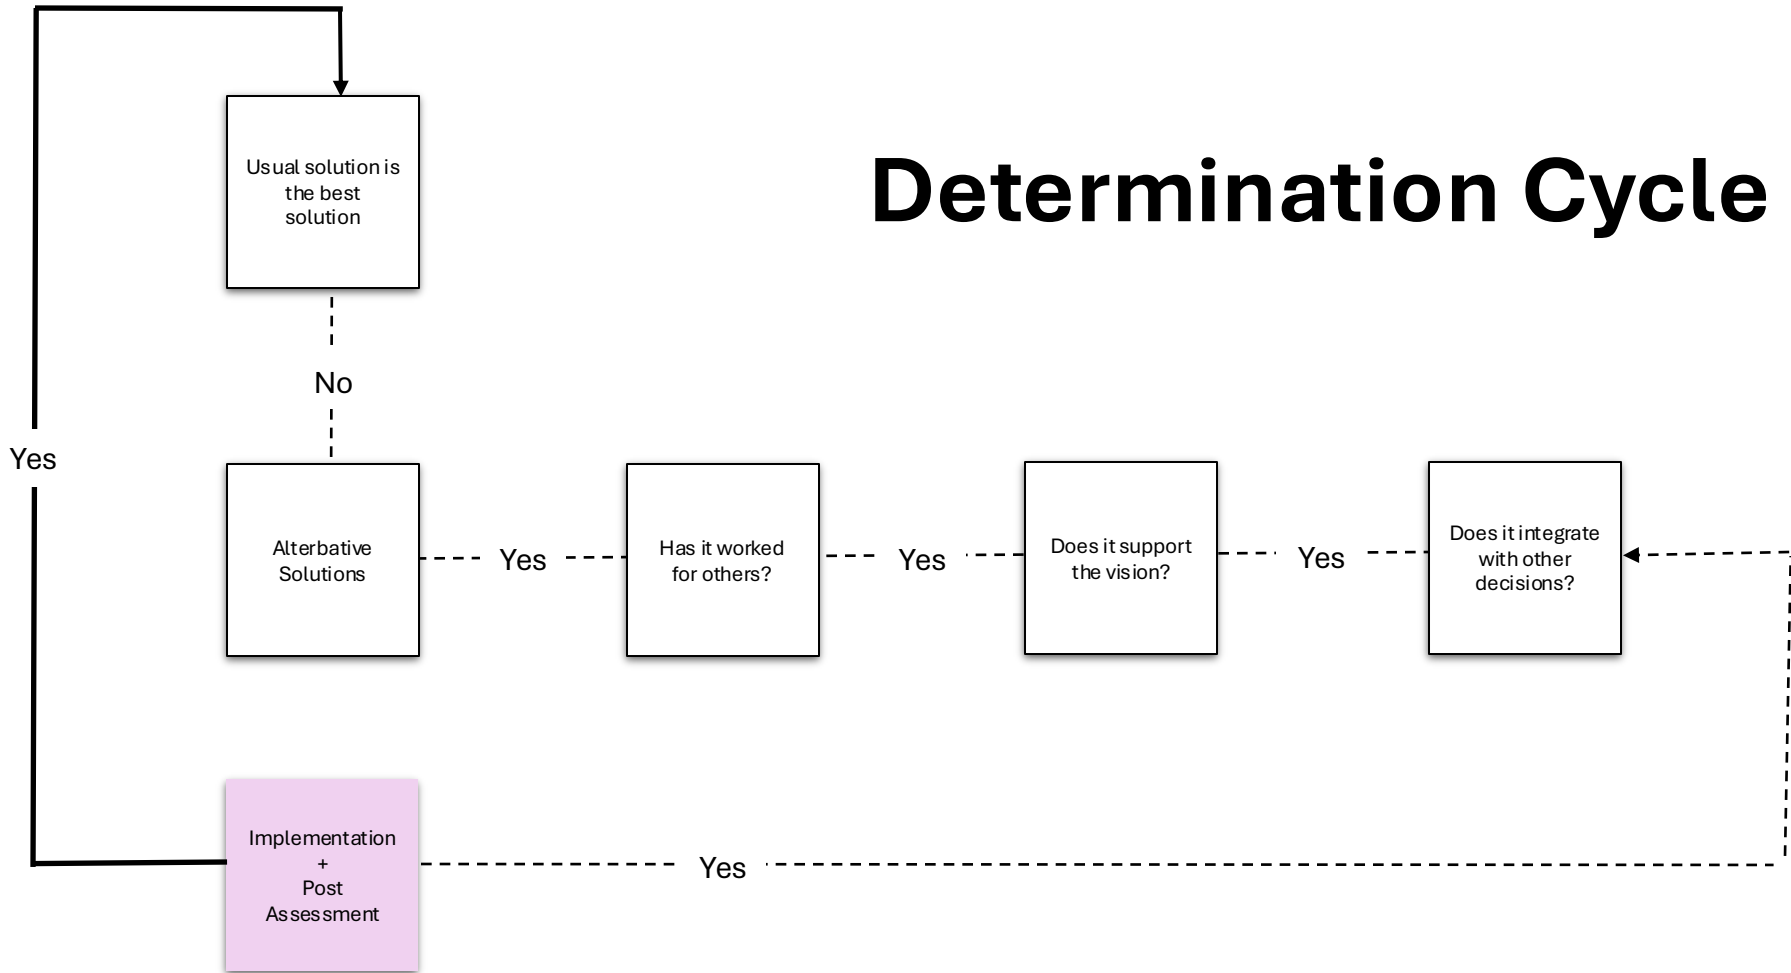 Determination Cycle
Usual solution is
the best
solution
No
Yes
Alterbative
Solutions
Yes
Has it worked
for others?
Yes
Does it support
the vision?
Yes
Does it integrate
with other
decisions?
Implementation
+
Post
Assessment
Yes